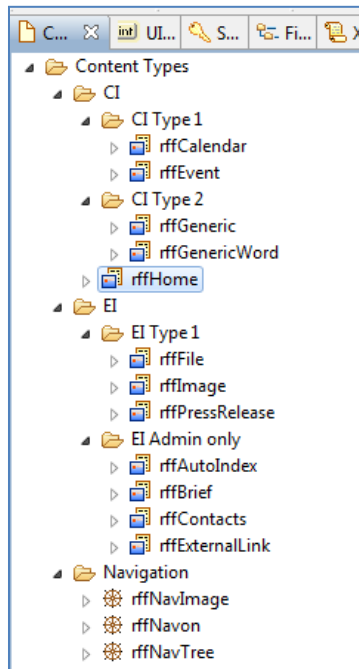 C... int UI... S... Fi... X
Content Types
CI
CI Type 1
rffCalendar
rffEvent
CI Type 2
rffGeneric
rffGenericWord
rffHome
EI
EI Type 1
rffFile
rffImage
rffPressRelease
EI Admin only
rffAutoIndex
rffBrief
rffContacts
rffExternalLink
Navigation
rffNavImage
rffNavon
rffNavTree